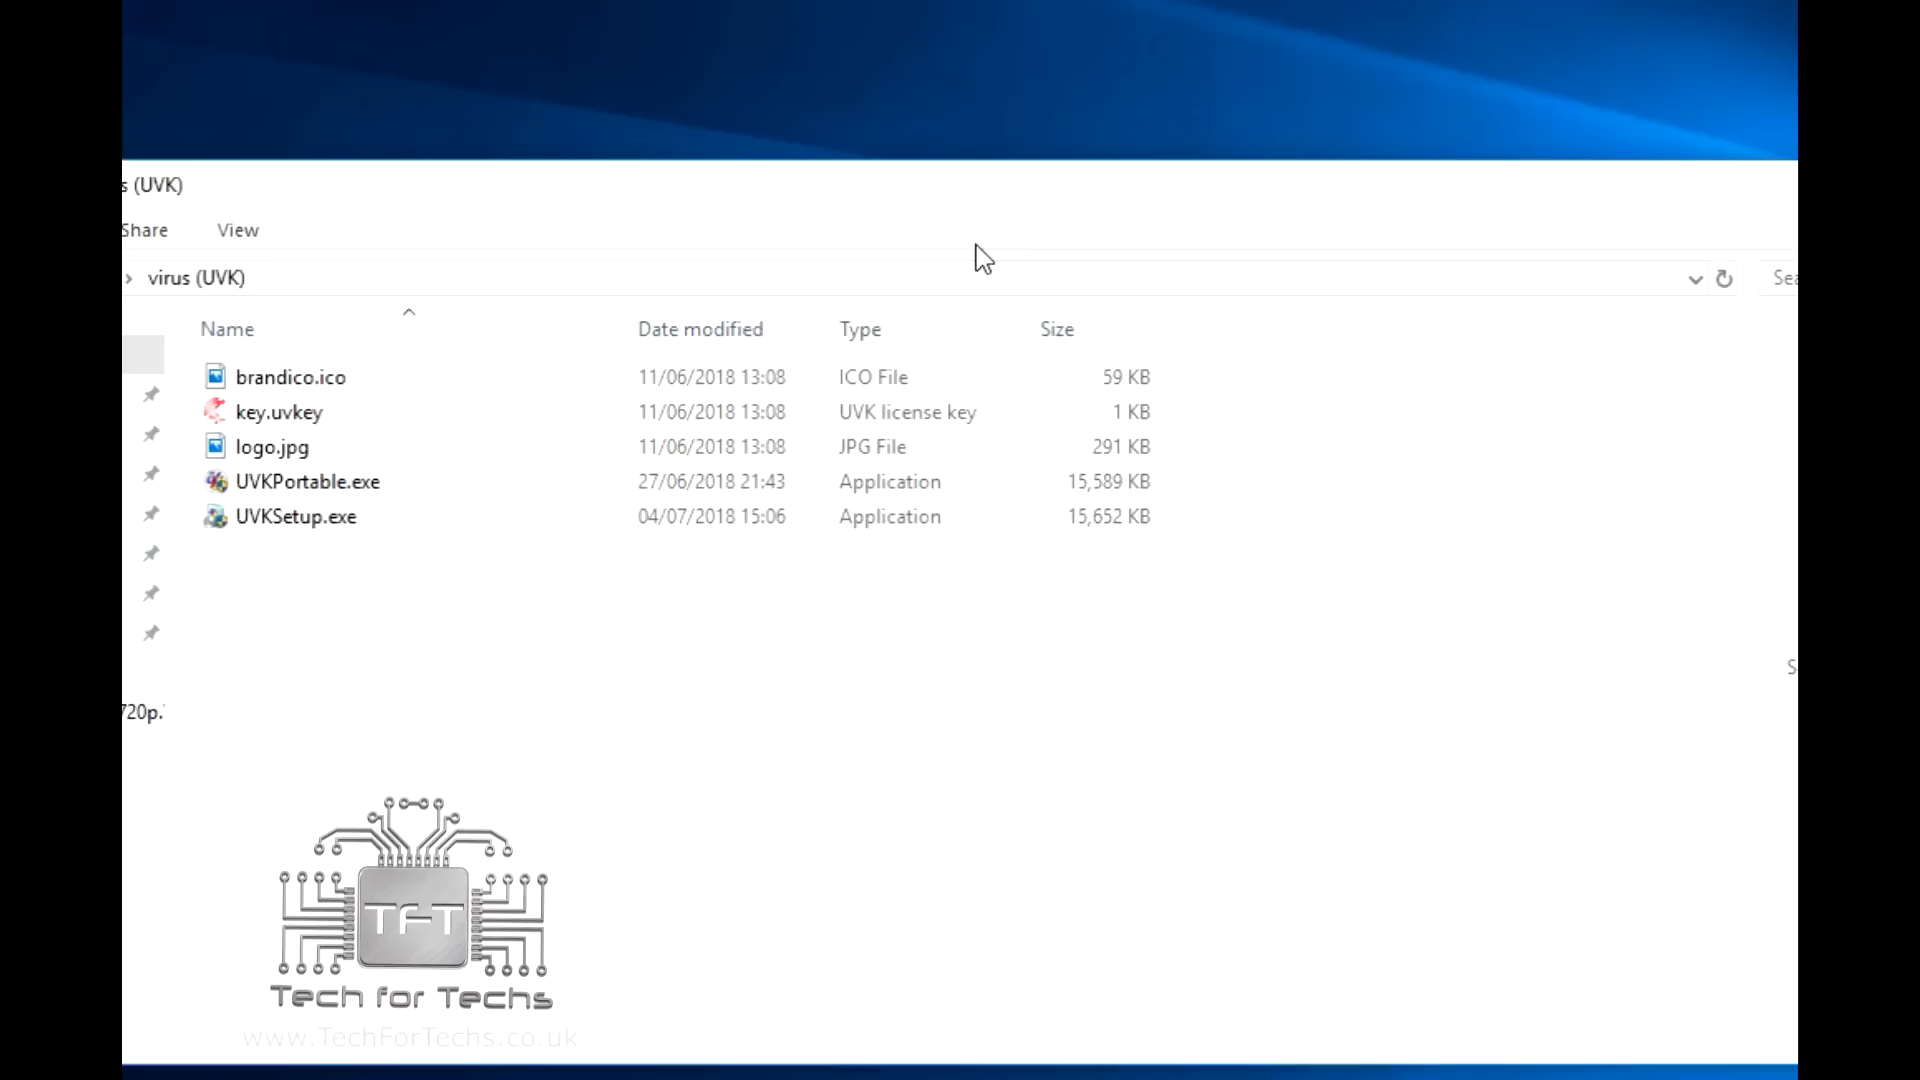 s (UVK)
Share View
virus (UVK)
Name Date modified Type Size
brandico.ico 11/06/2018 13:08 ICO File 59 KB
key.uvkey 11/06/2018 13:08 UVK license key 1 KB
logo.jpg 11/06/2018 13:08 JPG File 291 KB
UVKPortable.exe 27/06/2018 21:43 Application 15,589 KB
UVKSetup.exe 04/07/2018 15:06 Application 15,652 KB
720p.
TFT
Tech for Techs
www.TechForTechs.co.uk